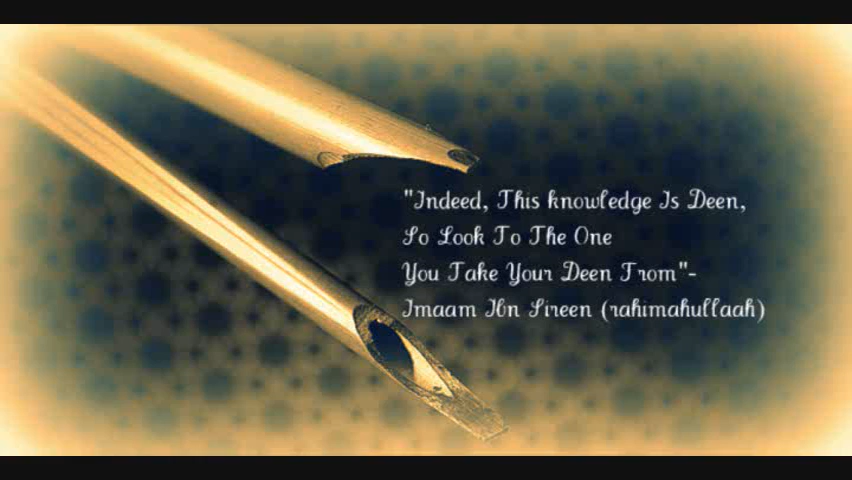 "Indeed, This knowledge Is Deen,
So Look To The One
You Take Your Deen From"-
Imaam Ibn Sireen (rahimahullaah)